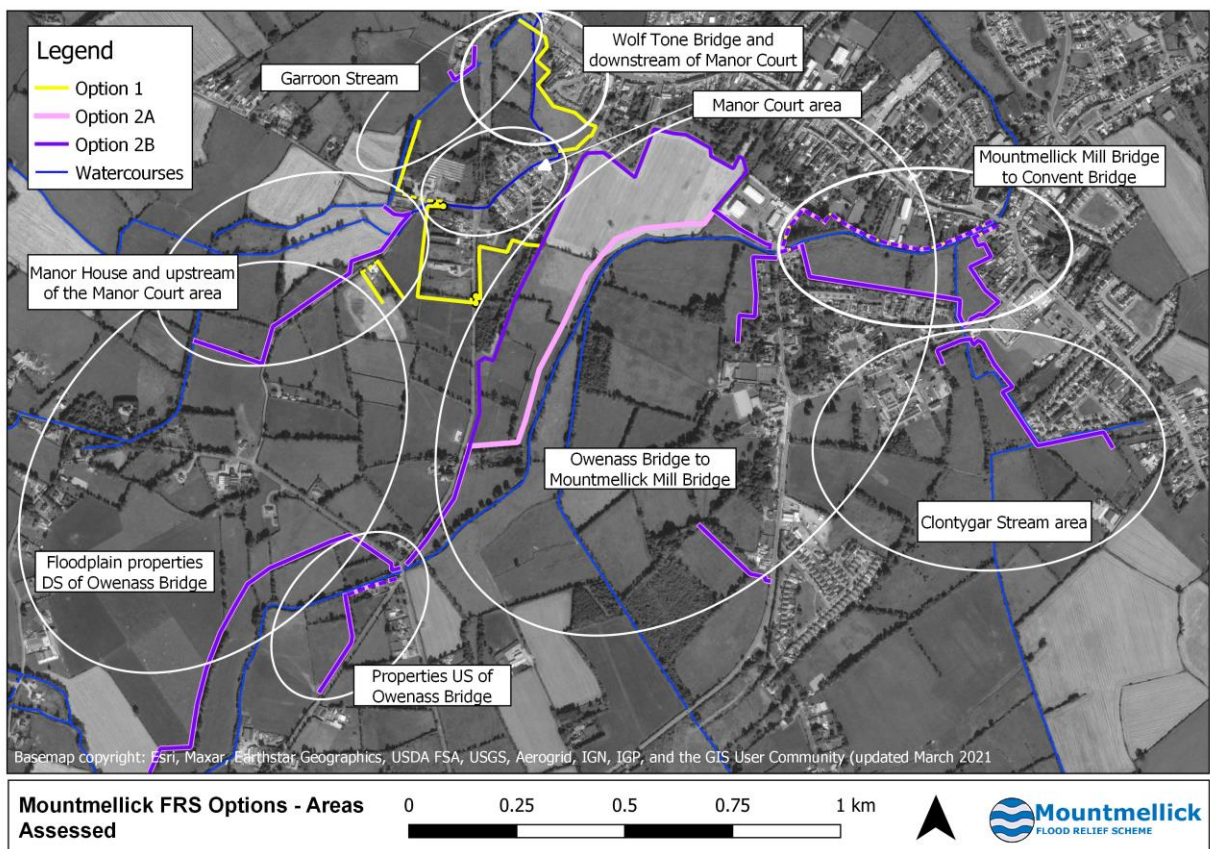 Legend
Option 1
Option 2A
Option 2B
Watercourses
Garroon Stream
Wolf Tone Bridge and
downstream of Manor Court
Manor Court area
Mountmellick Mill Bridge
to Convent Bridge
Manor House and upstream
of the Manor Court area
Owenass Bridge to
Mountmellick Mill Bridge
Clontygar Stream area
Floodplain properties
DS of Owenass Bridge
Properties US of
Owenass Bridge
Basemap copyright: Esri, Maxar, Earthstar Geographics, USDA FSA, USGS, Aerogrid, IGN, IGP, and the GIS User Community (updated March 2021
Mountmellick FRS Options - Areas
Assessed
0 0.25 0.5 0.75 1 km
Mountmellick
FLOOD RELIEF SCHEME